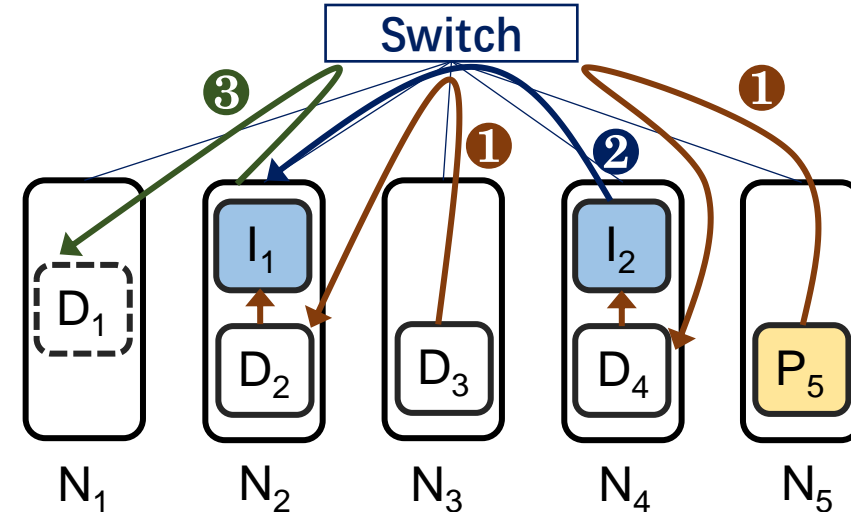 Switch
❸ ❶ ❶ ❷
I₁ I₂
D₁ D₂ D₃ D₄ P₅
N₁ N₂ N₃ N₄ N₅